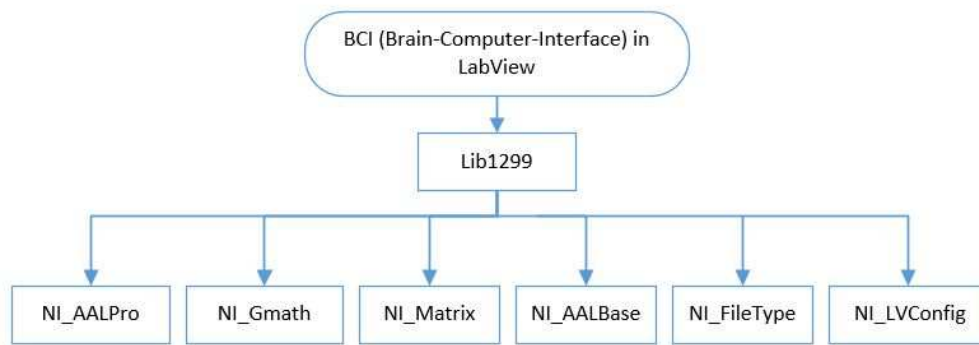 BCI (Brain-Computer-Interface) in
LabView
Lib1299
NI_AALPro
NI_Gmath
NI_Matrix
NI_AALBase
NI_FileType
NI_LVConfig